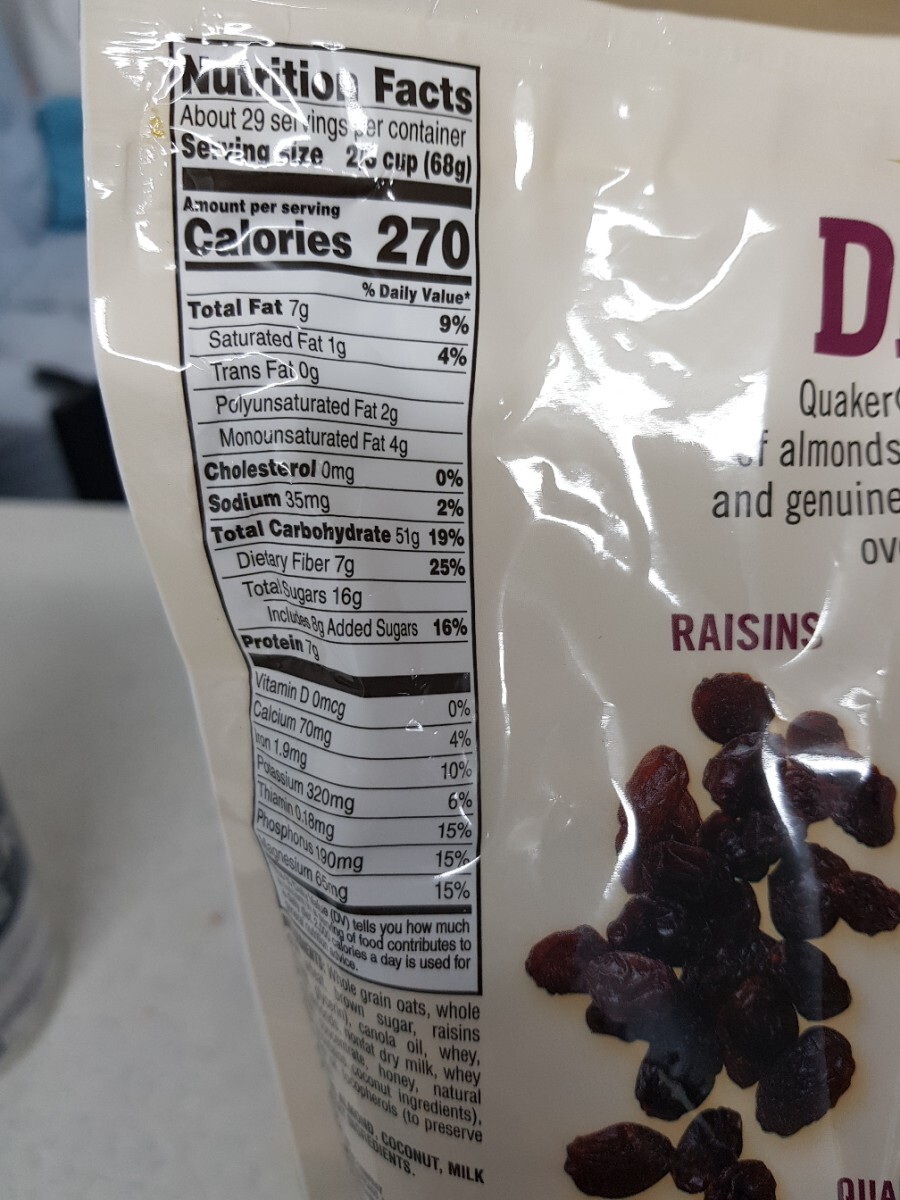 Nutrition Facts
About 29 servings per container
Serving size 2/3 cup (68g)
Amount per serving
Calories 270
% Daily Value*
Total Fat 7g 9%
Saturated Fat 1g 4%
Trans Fat 0g
Polyunsaturated Fat 2g
Monounsaturated Fat 4g
Cholesterol 0mg 0%
Sodium 35mg 2%
Total Carbohydrate 51g 19%
Dietary Fiber 7g 25%
Total Sugars 16g
Includes 8g Added Sugars 16%
Protein 7g
Vitamin D 0mcg 0%
Calcium 70mg 4%
Iron 1.9mg 10%
Potassium 320mg 6%
Thiamin 0.18mg 15%
Phosphorus 190mg 15%
Magnesium 65mg 15%
(DV) tells you how much
of food contributes to
calories a day is used for
advice.
Whole grain oats, whole
brown sugar, raisins
canola oil, whey,
nonfat dry milk, whey
honey, natural
coconut ingredients),
tocopherols (to preserve
ALMOND, COCONUT, MILK
INGREDIENTS.
D
Quaker
of almonds
and genuine
RAISINS